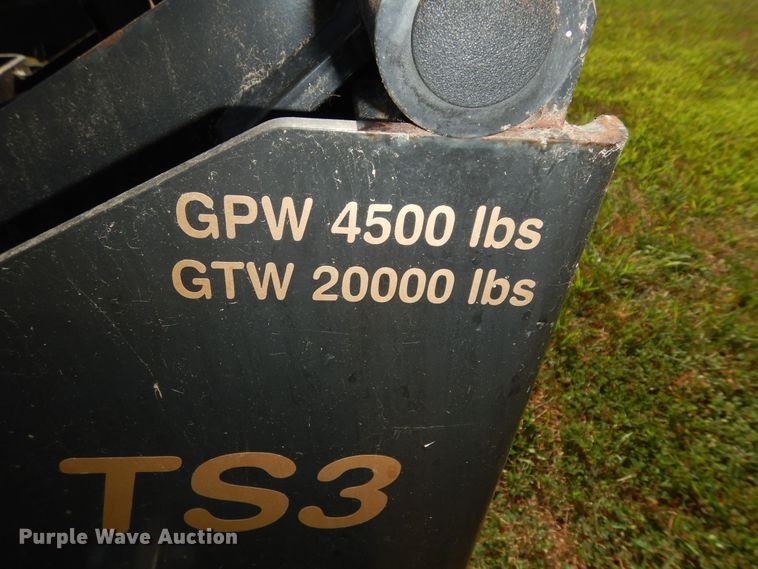 GPW 4500 lbs
GTW 20000 lbs
TS3
Purple Wave Auction